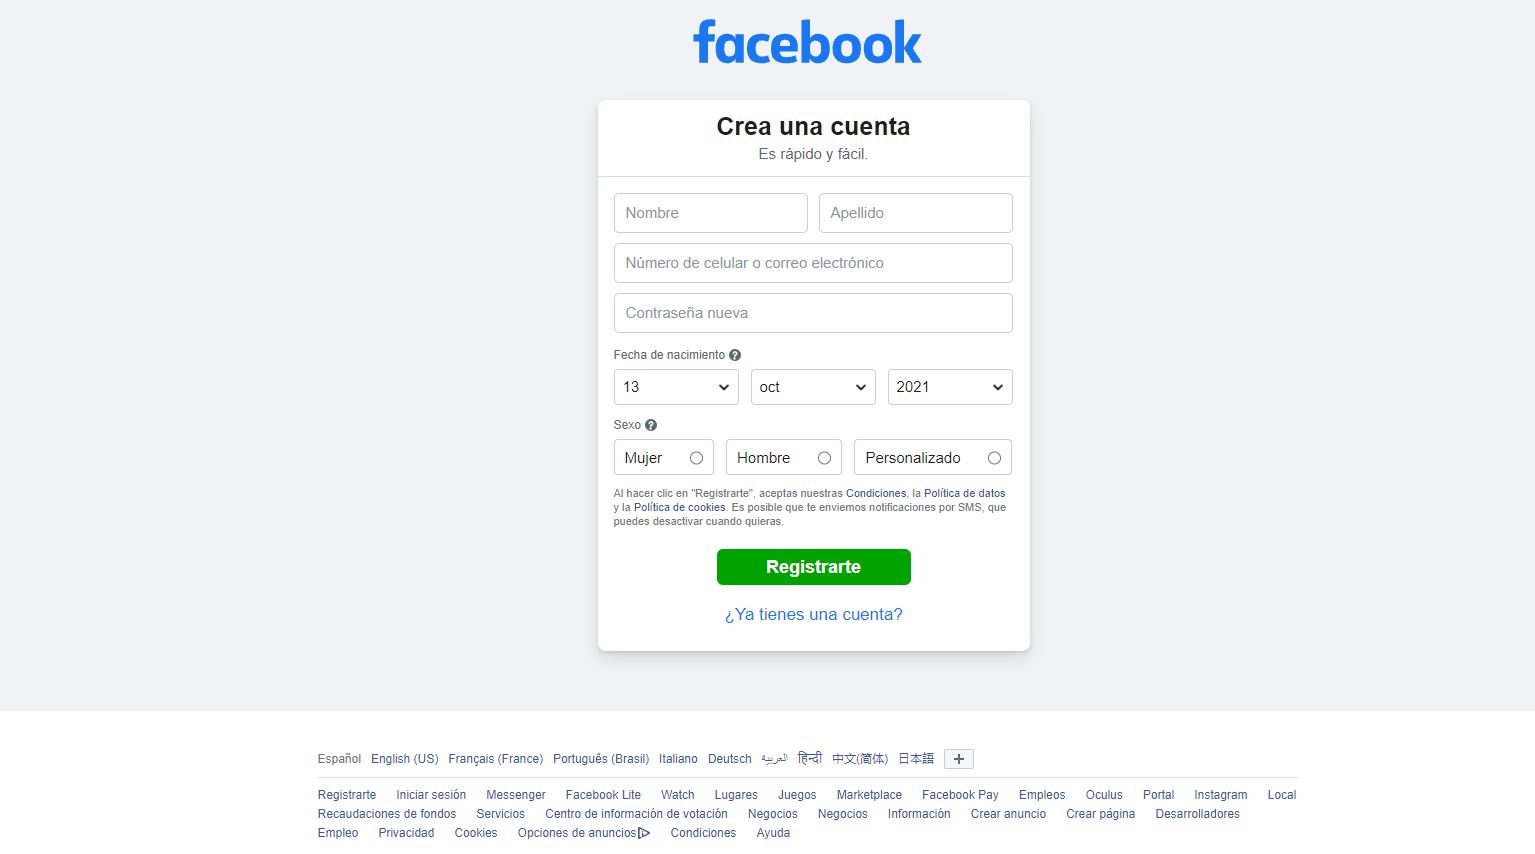 facebook
Crea una cuenta
Es rápido y fácil.
Nombre Apellido
Número de celular o correo electrónico
Contraseña nueva
Fecha de nacimiento
13 oct 2021
Sexo
Mujer Hombre Personalizado
Al hacer clic en "Registrarte", aceptas nuestras Condiciones, la Política de datos
y la Política de cookies. Es posible que te enviemos notificaciones por SMS, que
puedes desactivar cuando quieras.
Registrarte
¿Ya tienes una cuenta?
Español English (US) Français (France) Português (Brasil) Italiano Deutsch العربية हिन्दी 中文(简体) 日本語
Registrarte Iniciar sesión Messenger Facebook Lite Watch Lugares Juegos Marketplace Facebook Pay Empleos Oculus Portal Instagram Local
Recaudaciones de fondos Servicios Centro de información de votación Negocios Negocios Información Crear anuncio Crear página Desarrolladores
Empleo Privacidad Cookies Opciones de anuncios Condiciones Ayuda